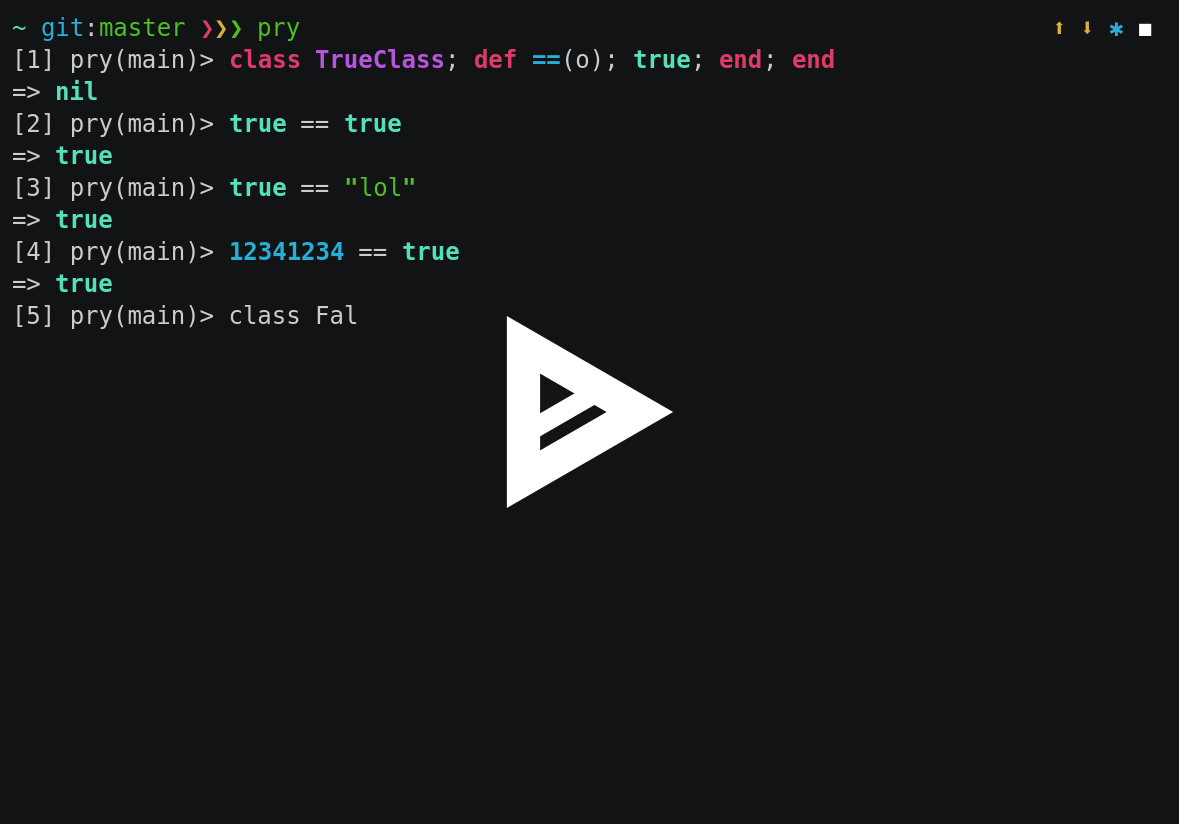 ~ git:master ❯❯❯ pry ⬆ ⬇ ✱ ◼
[1] pry(main)> class TrueClass; def ==(o); true; end; end
=> nil
[2] pry(main)> true == true
=> true
[3] pry(main)> true == "lol"
=> true
[4] pry(main)> 12341234 == true
=> true
[5] pry(main)> class Fal